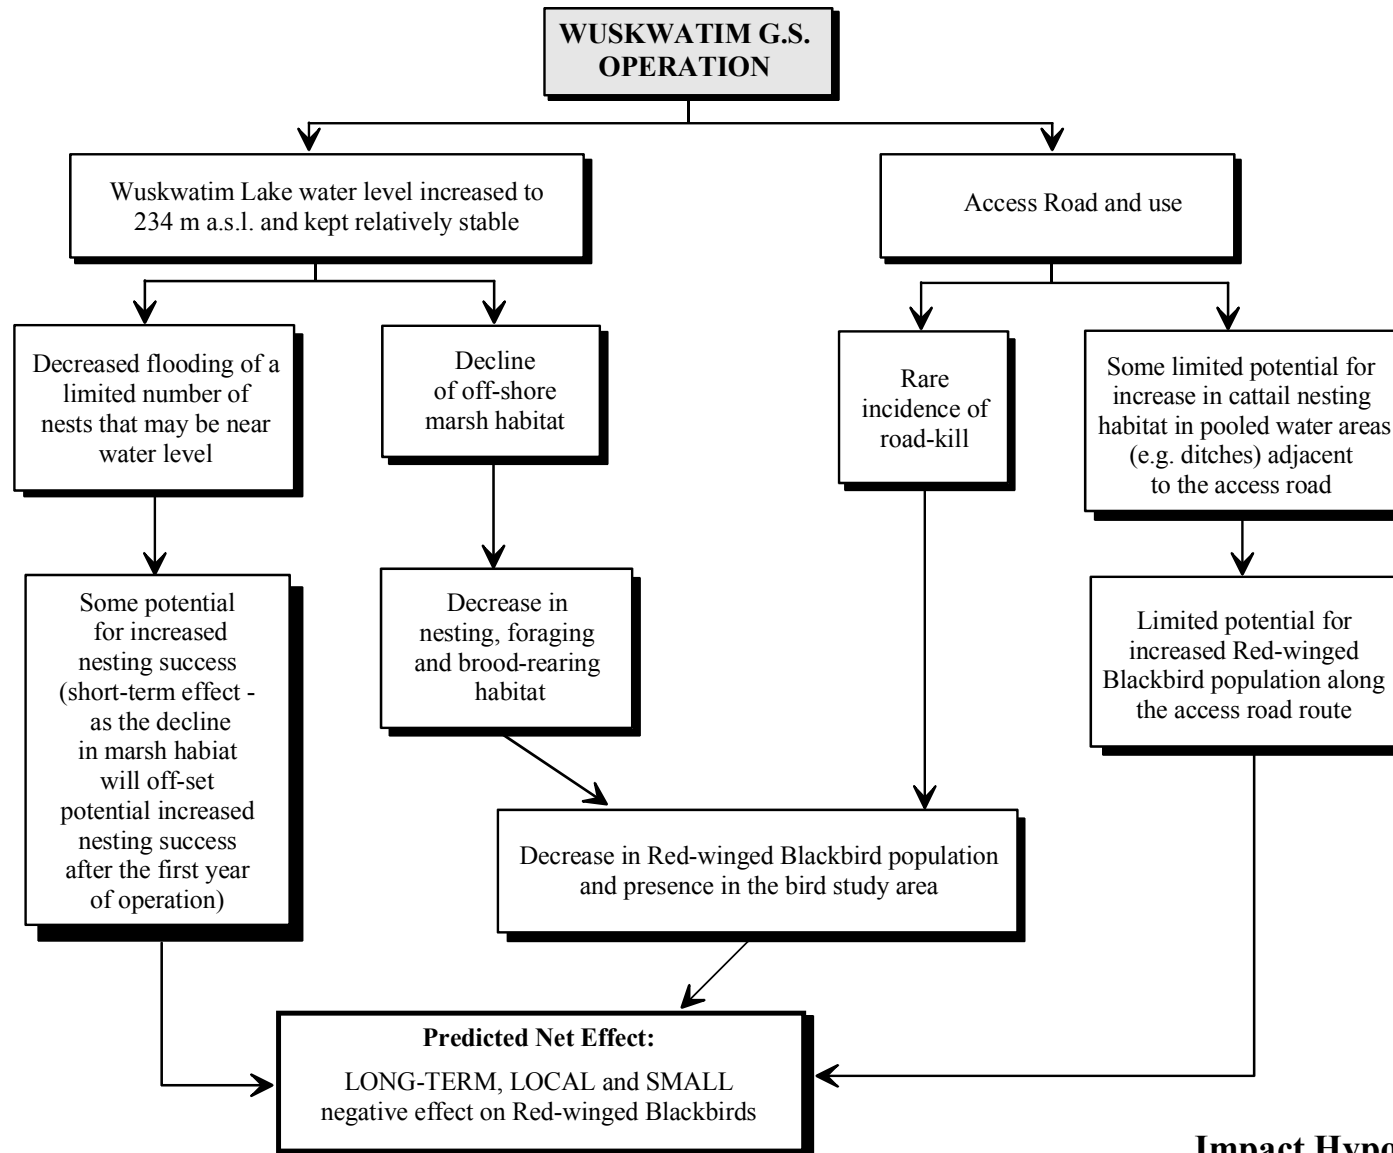 WUSKWATIM G.S.
OPERATION
Wuskwatim Lake water level increased to
234 m a.s.l. and kept relatively stable
Access Road and use
Decreased flooding of a
limited number of
nests that may be near
water level
Decline
of off-shore
marsh habitat
Rare
incidence of
road-kill
Some limited potential for
increase in cattail nesting
habitat in pooled water areas
(e.g. ditches) adjacent
to the access road
Some potential
for increased
nesting success
(short-term effect -
as the decline
in marsh habiat
will off-set
potential increased
nesting success
after the first year
of operation)
Decrease in
nesting, foraging
and brood-rearing
habitat
Limited potential for
increased Red-winged
Blackbird population along
the access road route
Decrease in Red-winged Blackbird population
and presence in the bird study area
Predicted Net Effect:
LONG-TERM, LOCAL and SMALL
negative effect on Red-winged Blackbirds
Impact Hypo